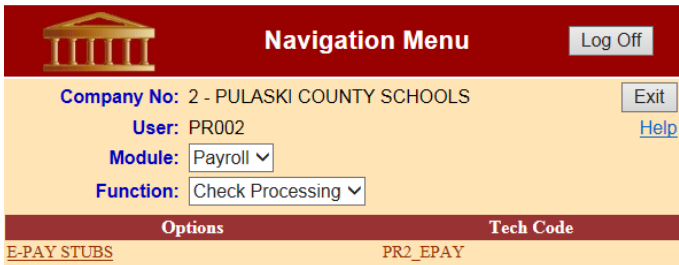 Navigation Menu Log Off
Company No: 2 - PULASKI COUNTY SCHOOLS Exit
User: PR002 Help
Module: Payroll
Function: Check Processing
Options Tech Code
E-PAY STUBS PR2_EPAY